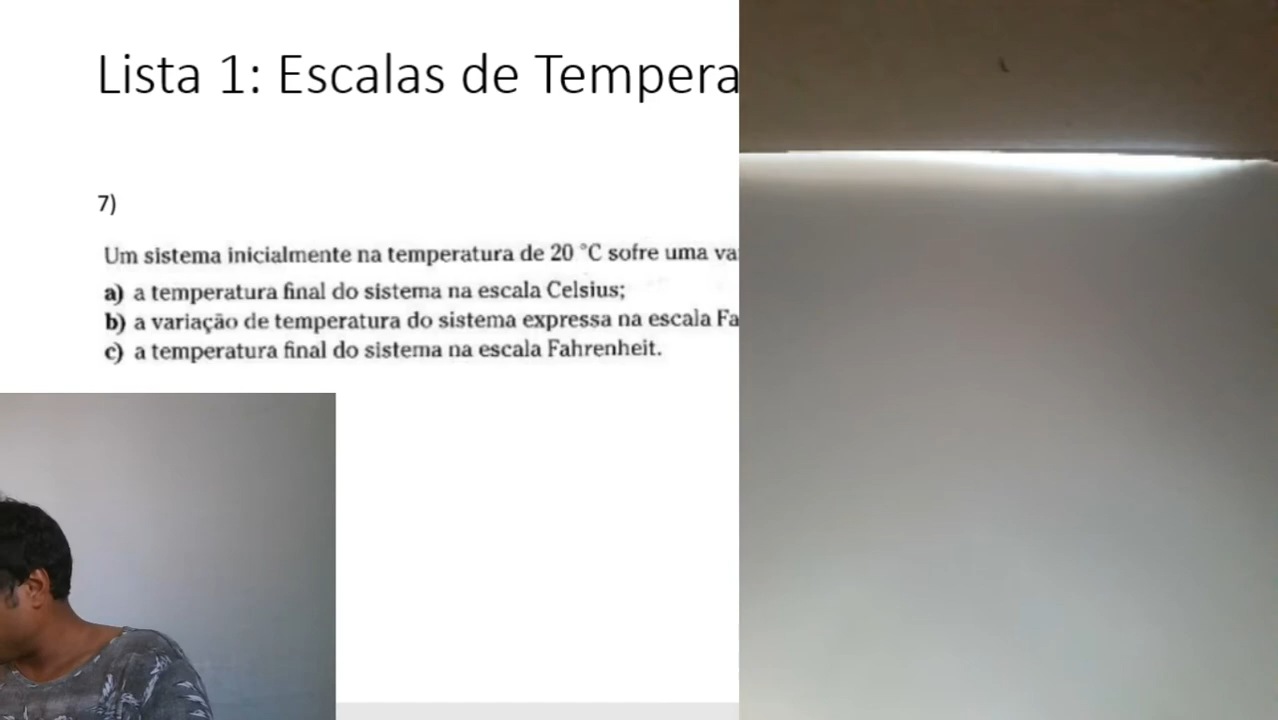 Lista 1: Escalas de Tempera
7)
Um sistema inicialmente na temperatura de 20 °C sofre uma va
a) a temperatura final do sistema na escala Celsius;
b) a variação de temperatura do sistema expressa na escala Fa
c) a temperatura final do sistema na escala Fahrenheit.